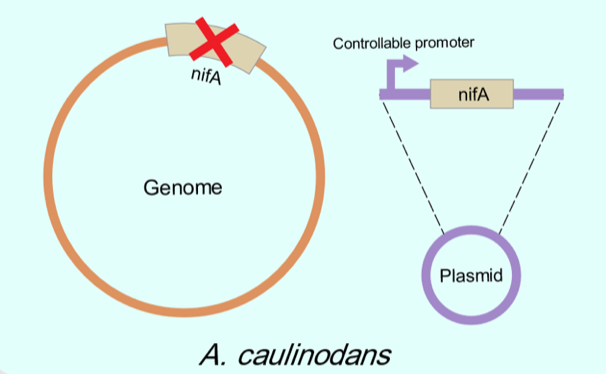 Controllable promoter
nifA
nifA
Genome
Plasmid
A. caulinodans